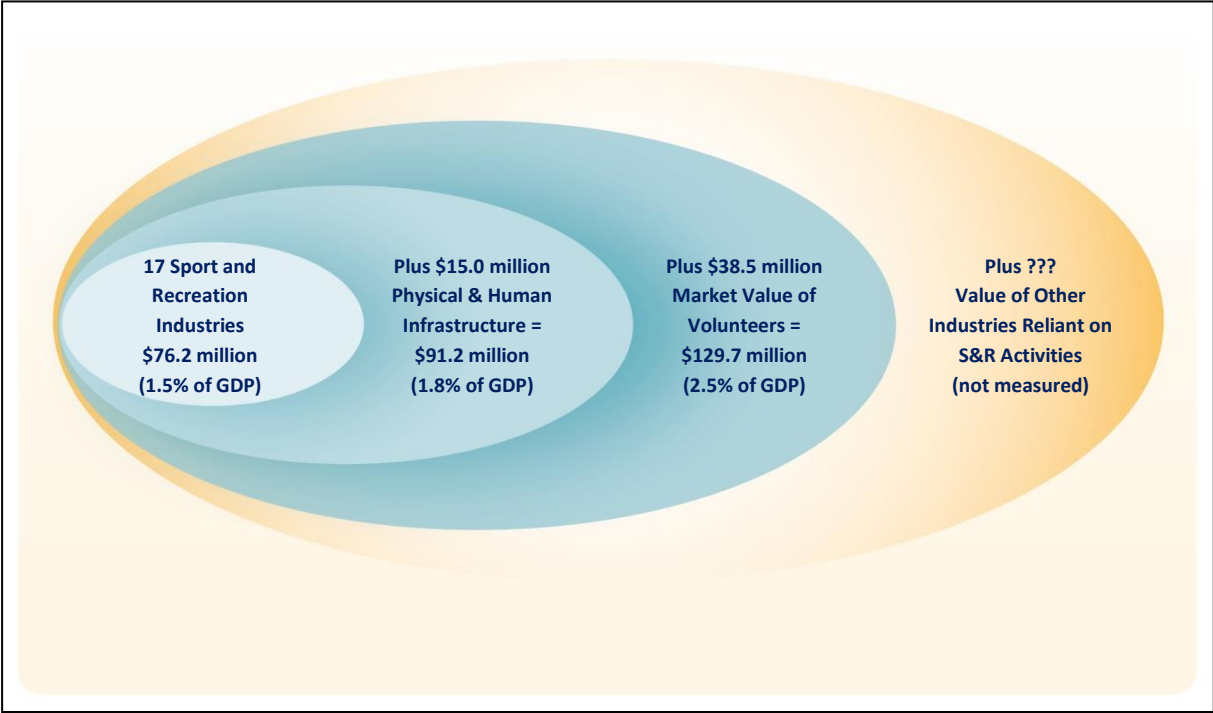 17 Sport and
Recreation
Industries
$76.2 million
(1.5% of GDP)
Plus $15.0 million
Physical & Human
Infrastructure =
$91.2 million
(1.8% of GDP)
Plus $38.5 million
Market Value of
Volunteers =
$129.7 million
(2.5% of GDP)
Plus ???
Value of Other
Industries Reliant on
S&R Activities
(not measured)